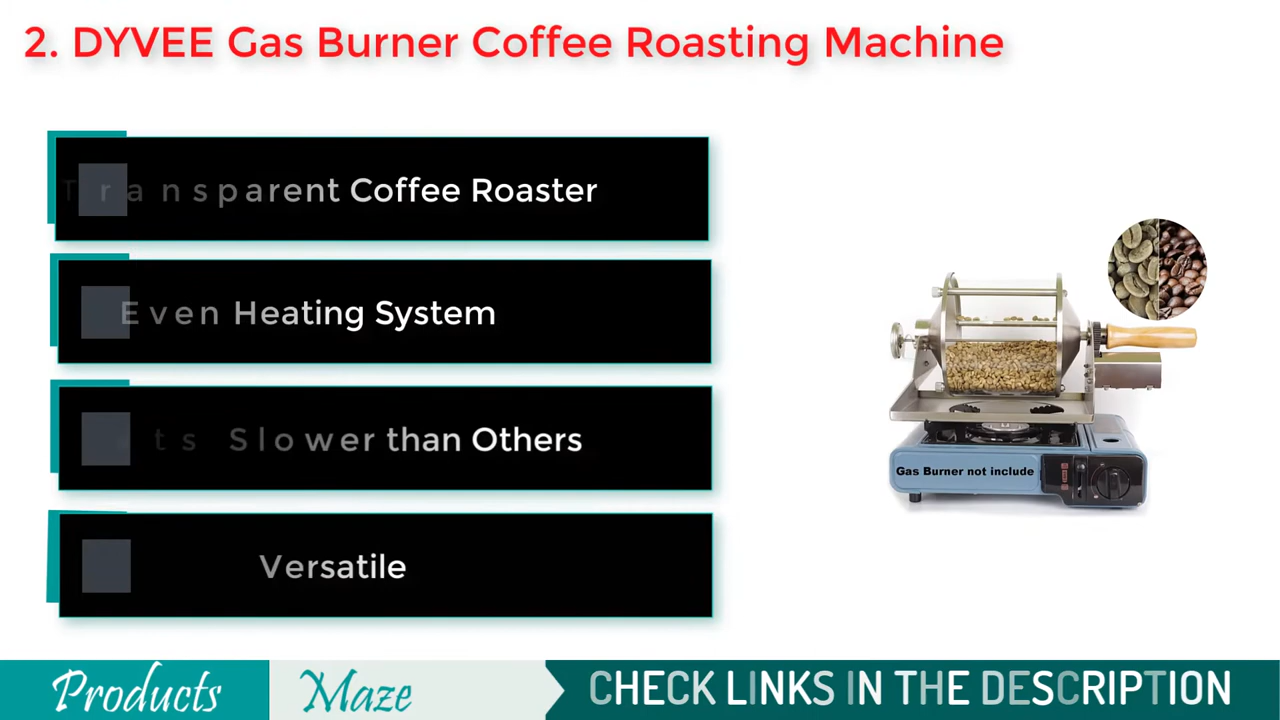 2. DYVEE Gas Burner Coffee Roasting Machine
Transparent Coffee Roaster
Even Heating System
Slower than Others
Versatile
Gas Burner not include
Products Maze
CHECK LINKS IN THE DESCRIPTION